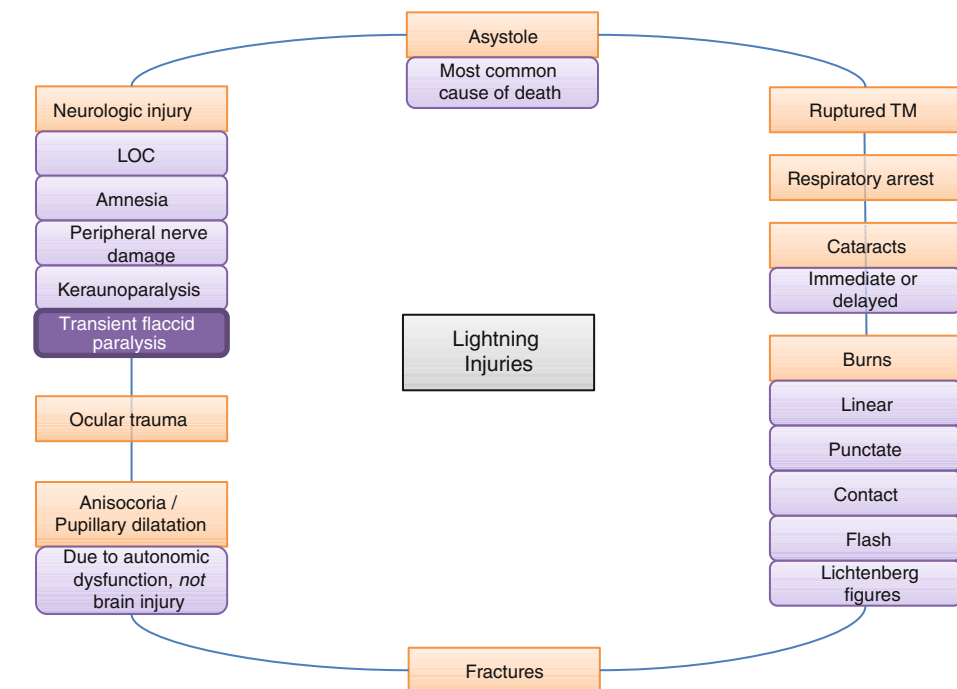 Asystole
Most common
cause of death
Neurologic injury
LOC
Amnesia
Peripheral nerve
damage
Keraunoparalysis
Transient flaccid
paralysis
Ocular trauma
Anisocoria /
Pupillary dilatation
Due to autonomic
dysfunction, not
brain injury
Lightning
Injuries
Ruptured TM
Respiratory arrest
Cataracts
Immediate or
delayed
Burns
Linear
Punctate
Contact
Flash
Lichtenberg
figures
Fractures